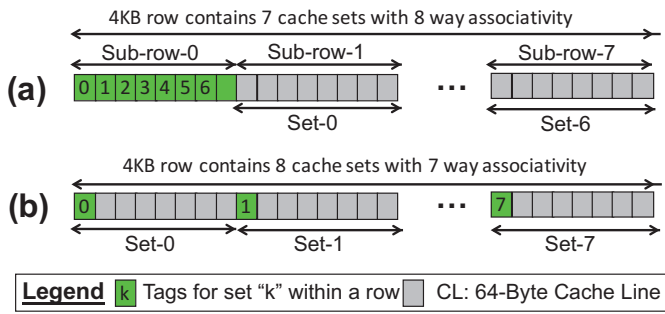 4KB row contains 7 cache sets with 8 way associativity
Sub-row-0 Sub-row-1 Sub-row-7
(a) 0 1 2 3 4 5 6 ...
Set-0 Set-6
4KB row contains 8 cache sets with 7 way associativity
(b) 0 1 ... 7
Set-0 Set-1 Set-7
Legend k Tags for set "k" within a row CL: 64-Byte Cache Line